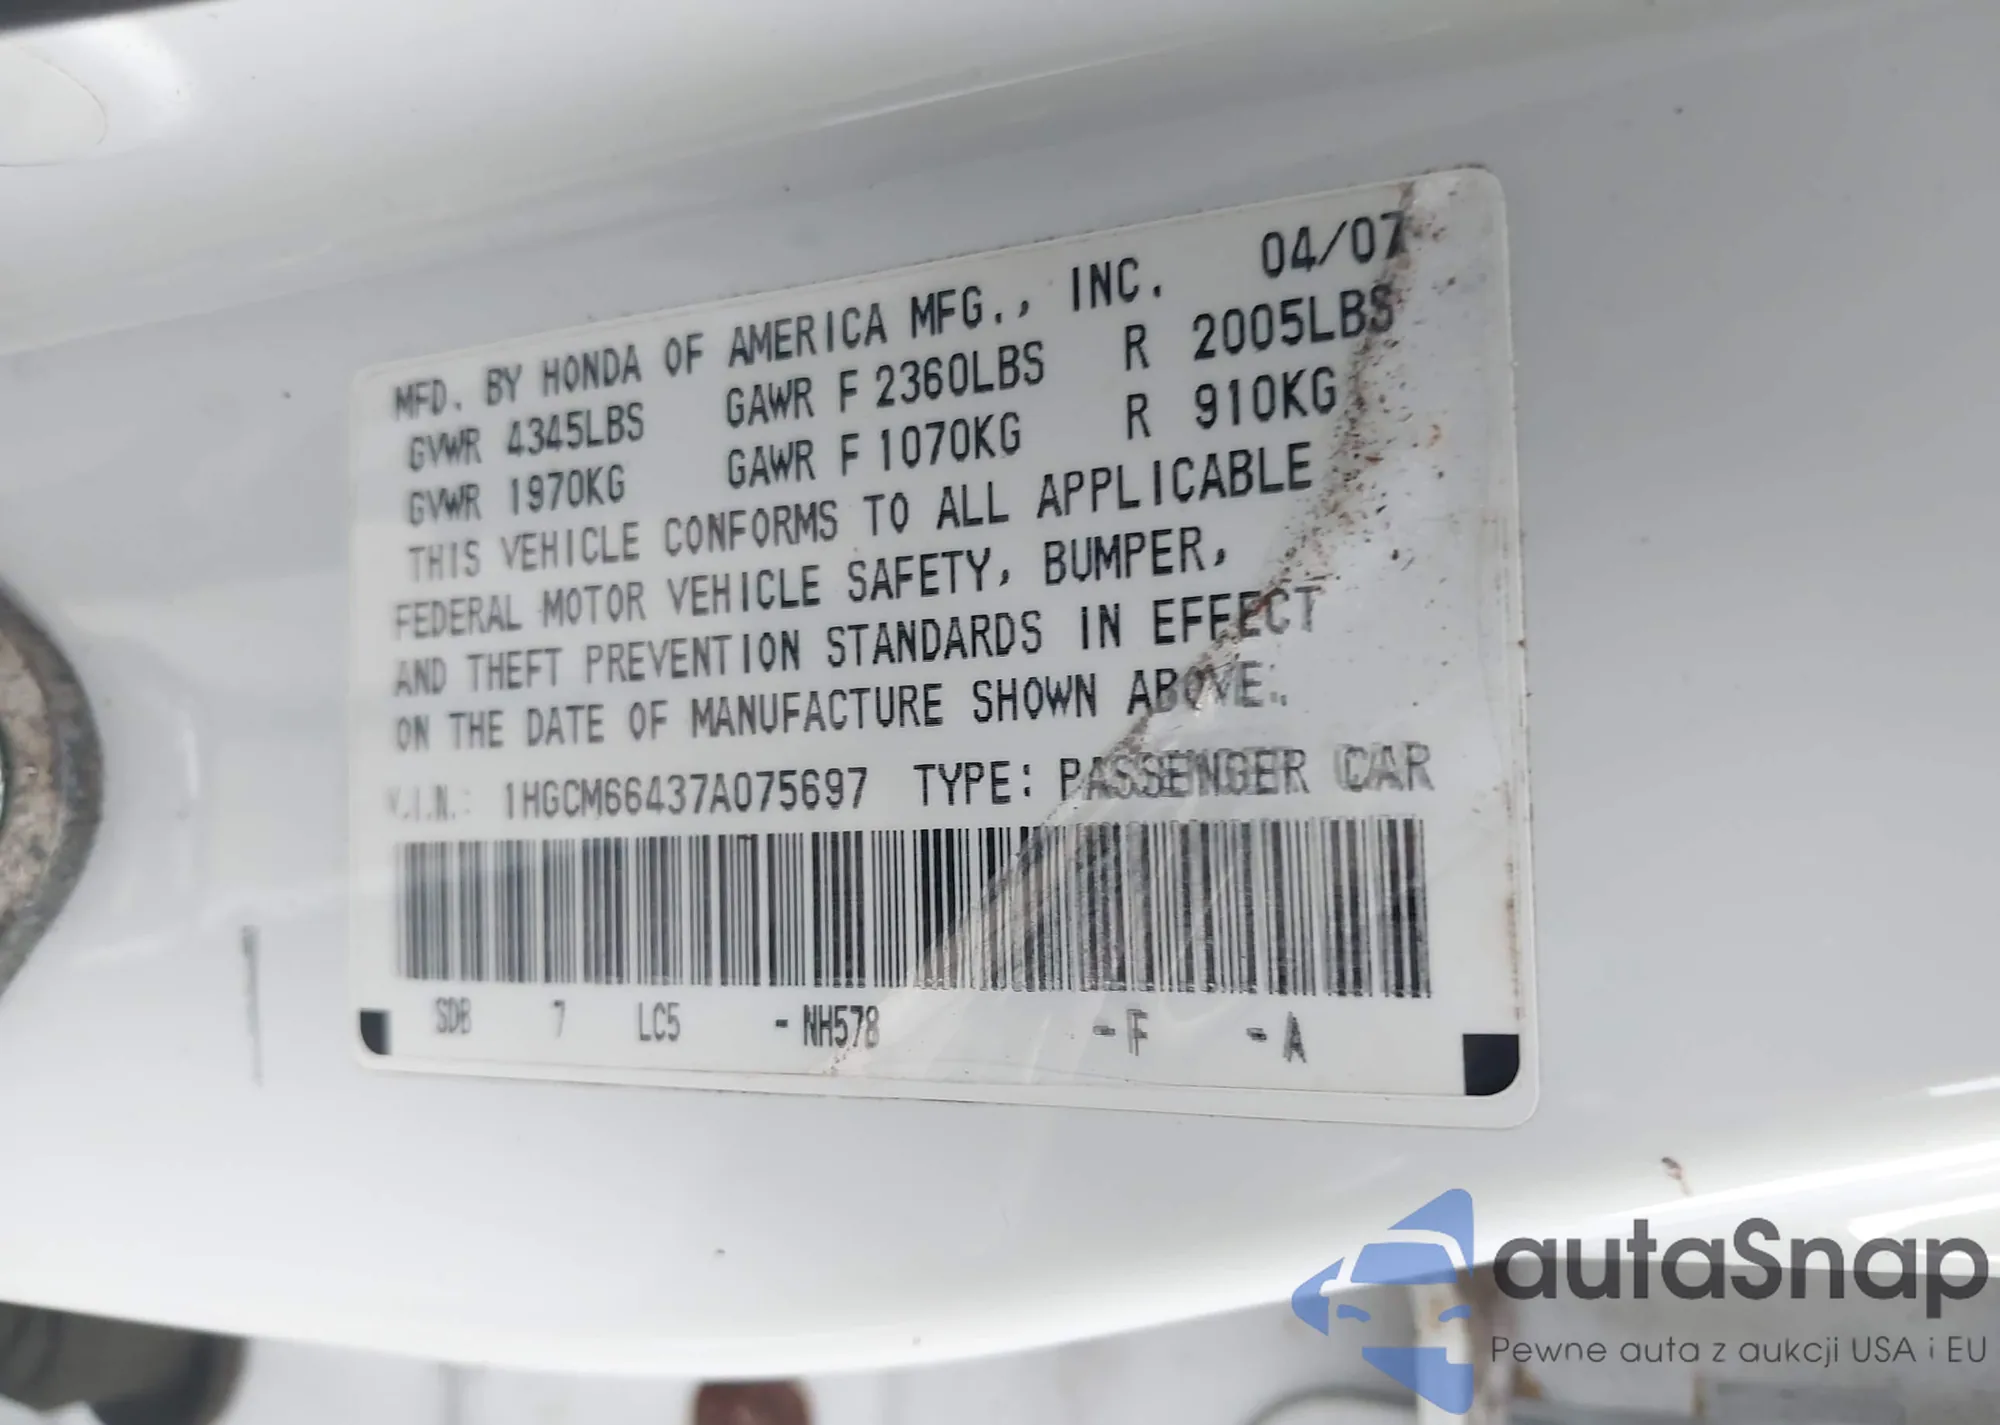 MFD. BY HONDA OF AMERICA MFG., INC. 04/07
GVWR 4345LBS GAWR F 2360LBS R 2005LBS
GVWR 1970KG GAWR F 1070KG R 910KG
THIS VEHICLE CONFORMS TO ALL APPLICABLE
FEDERAL MOTOR VEHICLE SAFETY, BUMPER,
AND THEFT PREVENTION STANDARDS IN EFFECT
ON THE DATE OF MANUFACTURE SHOWN ABOVE.
V.I.N.: 1HGCM66437A075697 TYPE: PASSENGER CAR
SDB 7 LC5 -NH578 -F -A
autaSnap
Pewne auta z aukcji USA i EU